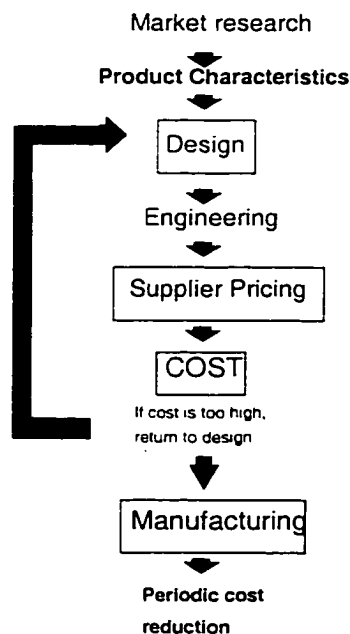 Market research
Product Characteristics
Design
Engineering
Supplier Pricing
COST
If cost is too high,
return to design
Manufacturing
Periodic cost
reduction